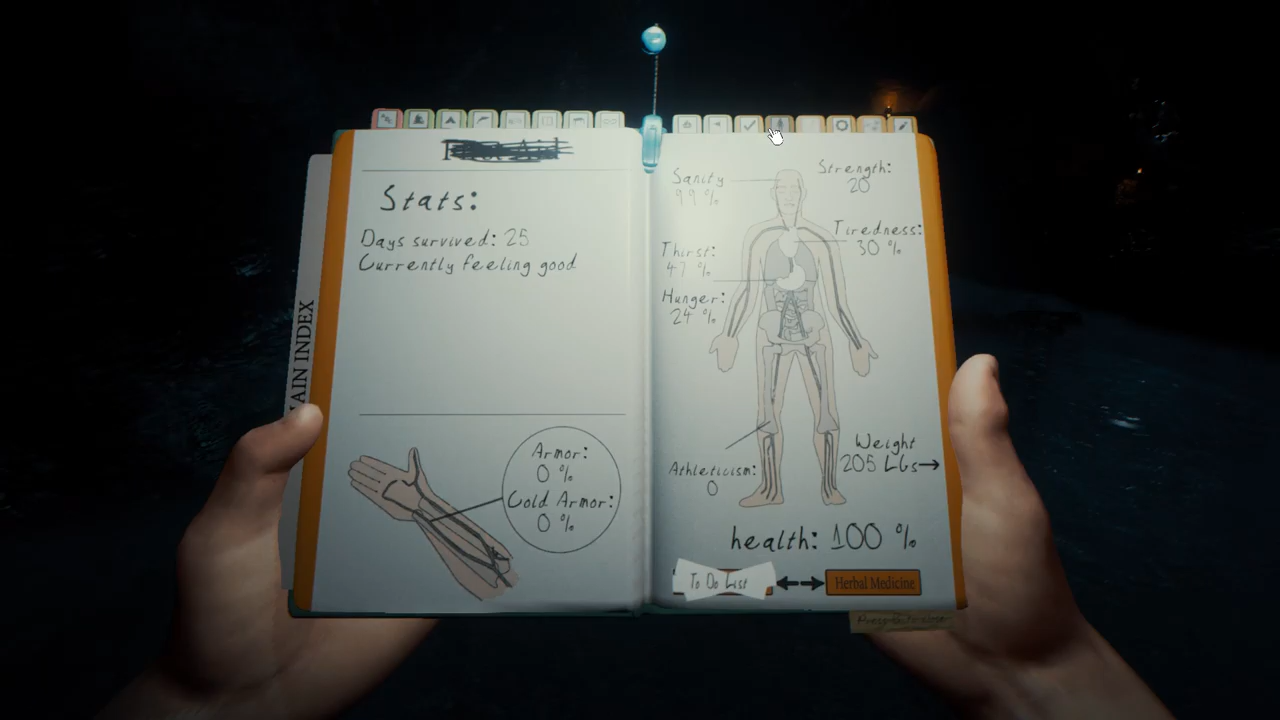 MAIN INDEX
Stats:
Days survived: 25
Currently feeling good
Armor:
0 %
Cold Armor:
0 %
Sanity
99 %
Strength:
20
Tiredness:
30 %
Thirst:
47 %
Hunger:
24 %
Weight
205 LGs
Athleticism:
0
health: 100 %
To Do List
Herbal Medicine